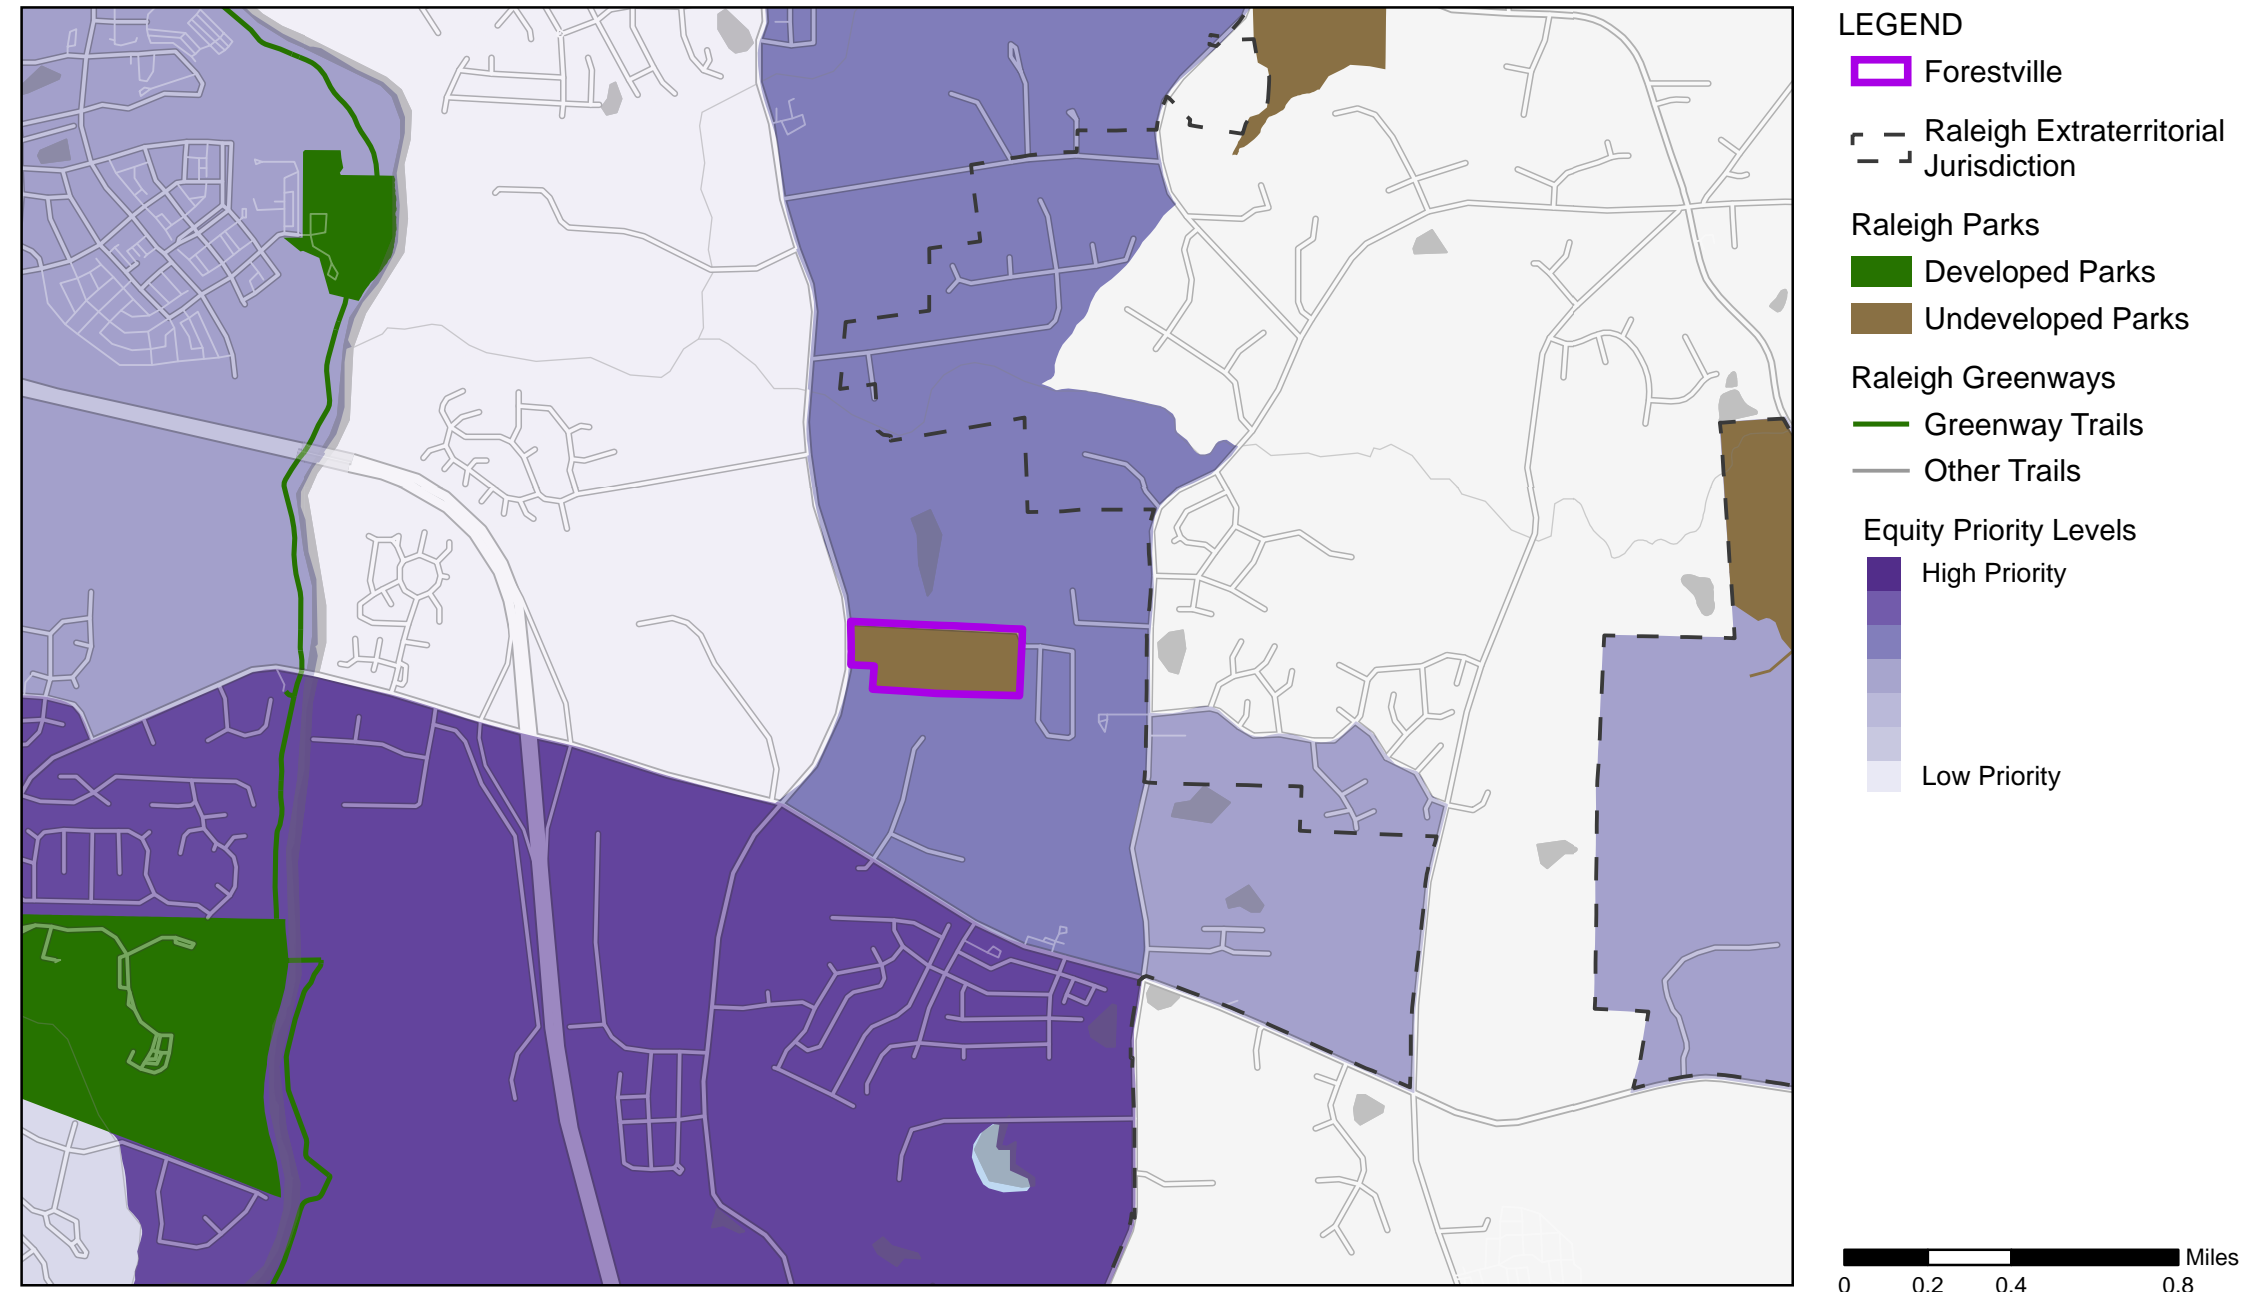 LEGEND
Forestville
Raleigh Extraterritorial
Jurisdiction
Raleigh Parks
Developed Parks
Undeveloped Parks
Raleigh Greenways
Greenway Trails
Other Trails
Equity Priority Levels
High Priority
Low Priority
Miles
0 0.2 0.4 0.8